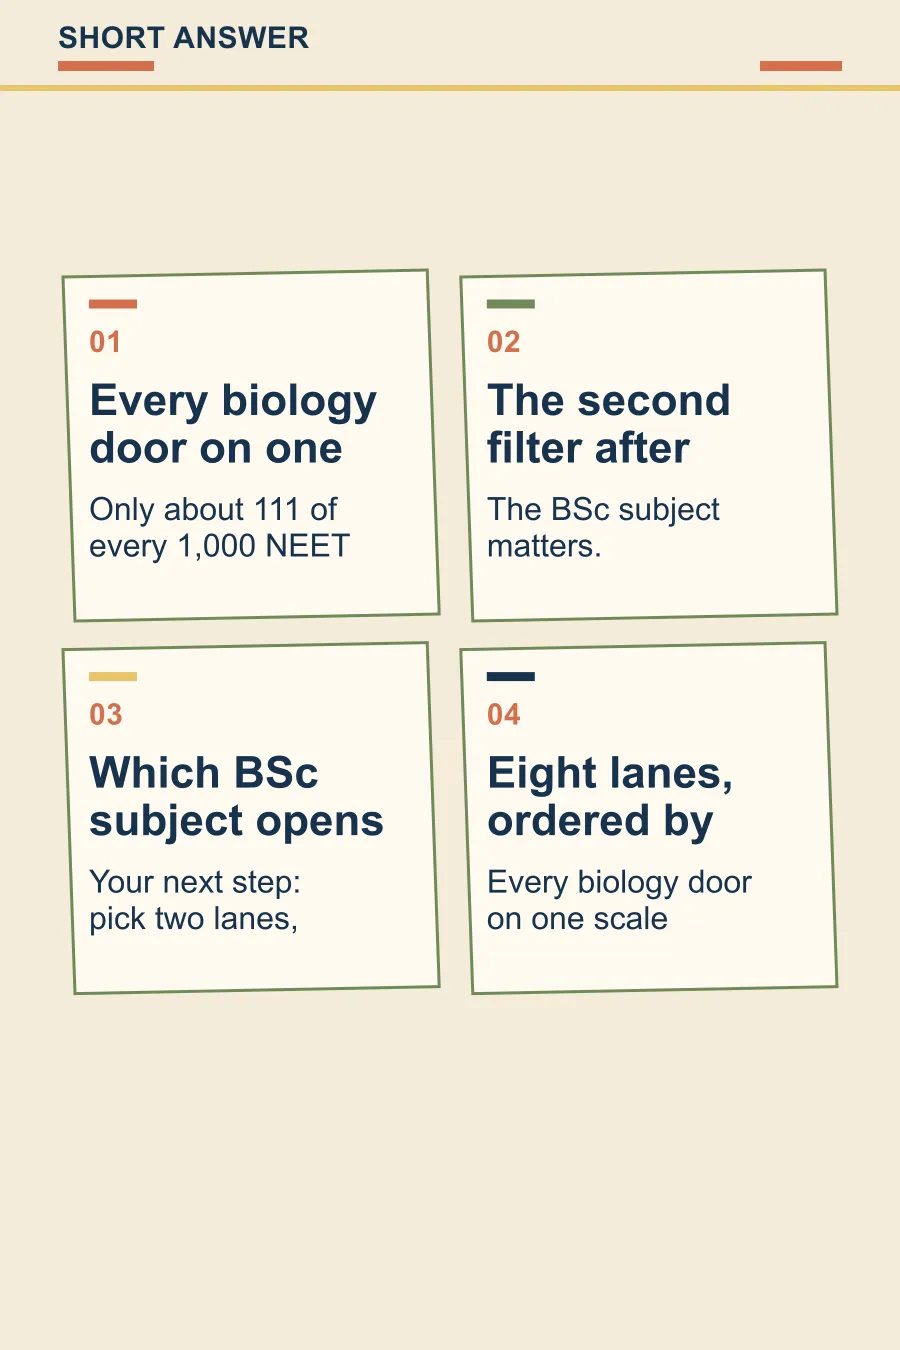 SHORT ANSWER
01
Every biology
door on one
Only about 111 of
every 1,000 NEET
02
The second
filter after
The BSc subject
matters.
03
Which BSc
subject opens
Your next step:
pick two lanes,
04
Eight lanes,
ordered by
Every biology door
on one scale